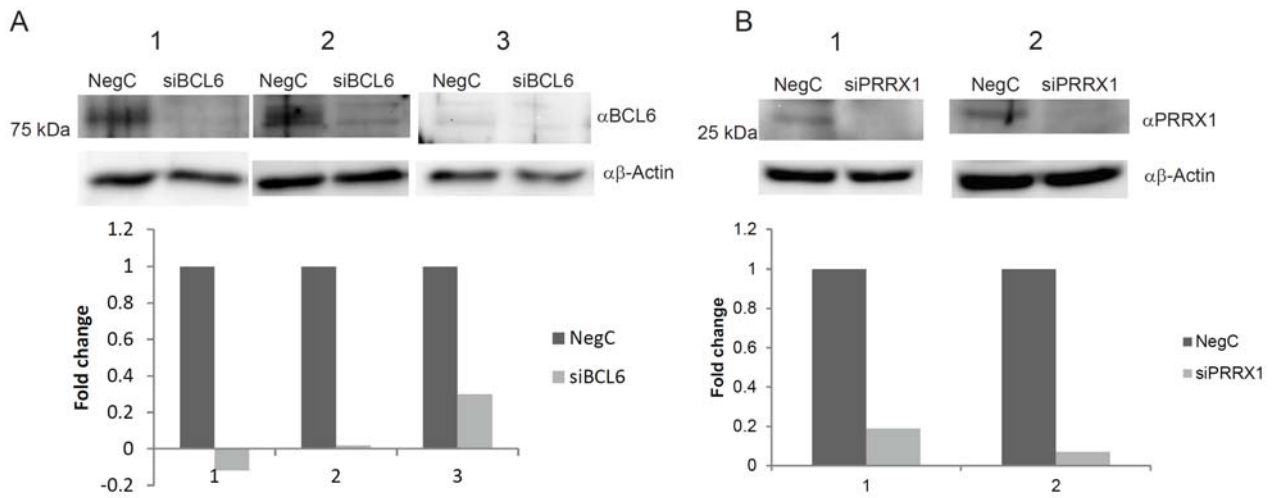 A
B
1 2 3
1 2
NegC siBCL6 NegC siBCL6 NegC siBCL6
NegC siPRRX1 NegC siPRRX1
75 kDa
αBCL6
αβ-Actin
25 kDa
αPRRX1
αβ-Actin
Fold change
1.2
1
0.8
0.6
0.4
0.2
0
-0.2
1 2 3
NegC
siBCL6
Fold change
1.2
1
0.8
0.6
0.4
0.2
0
1 2
NegC
siPRRX1